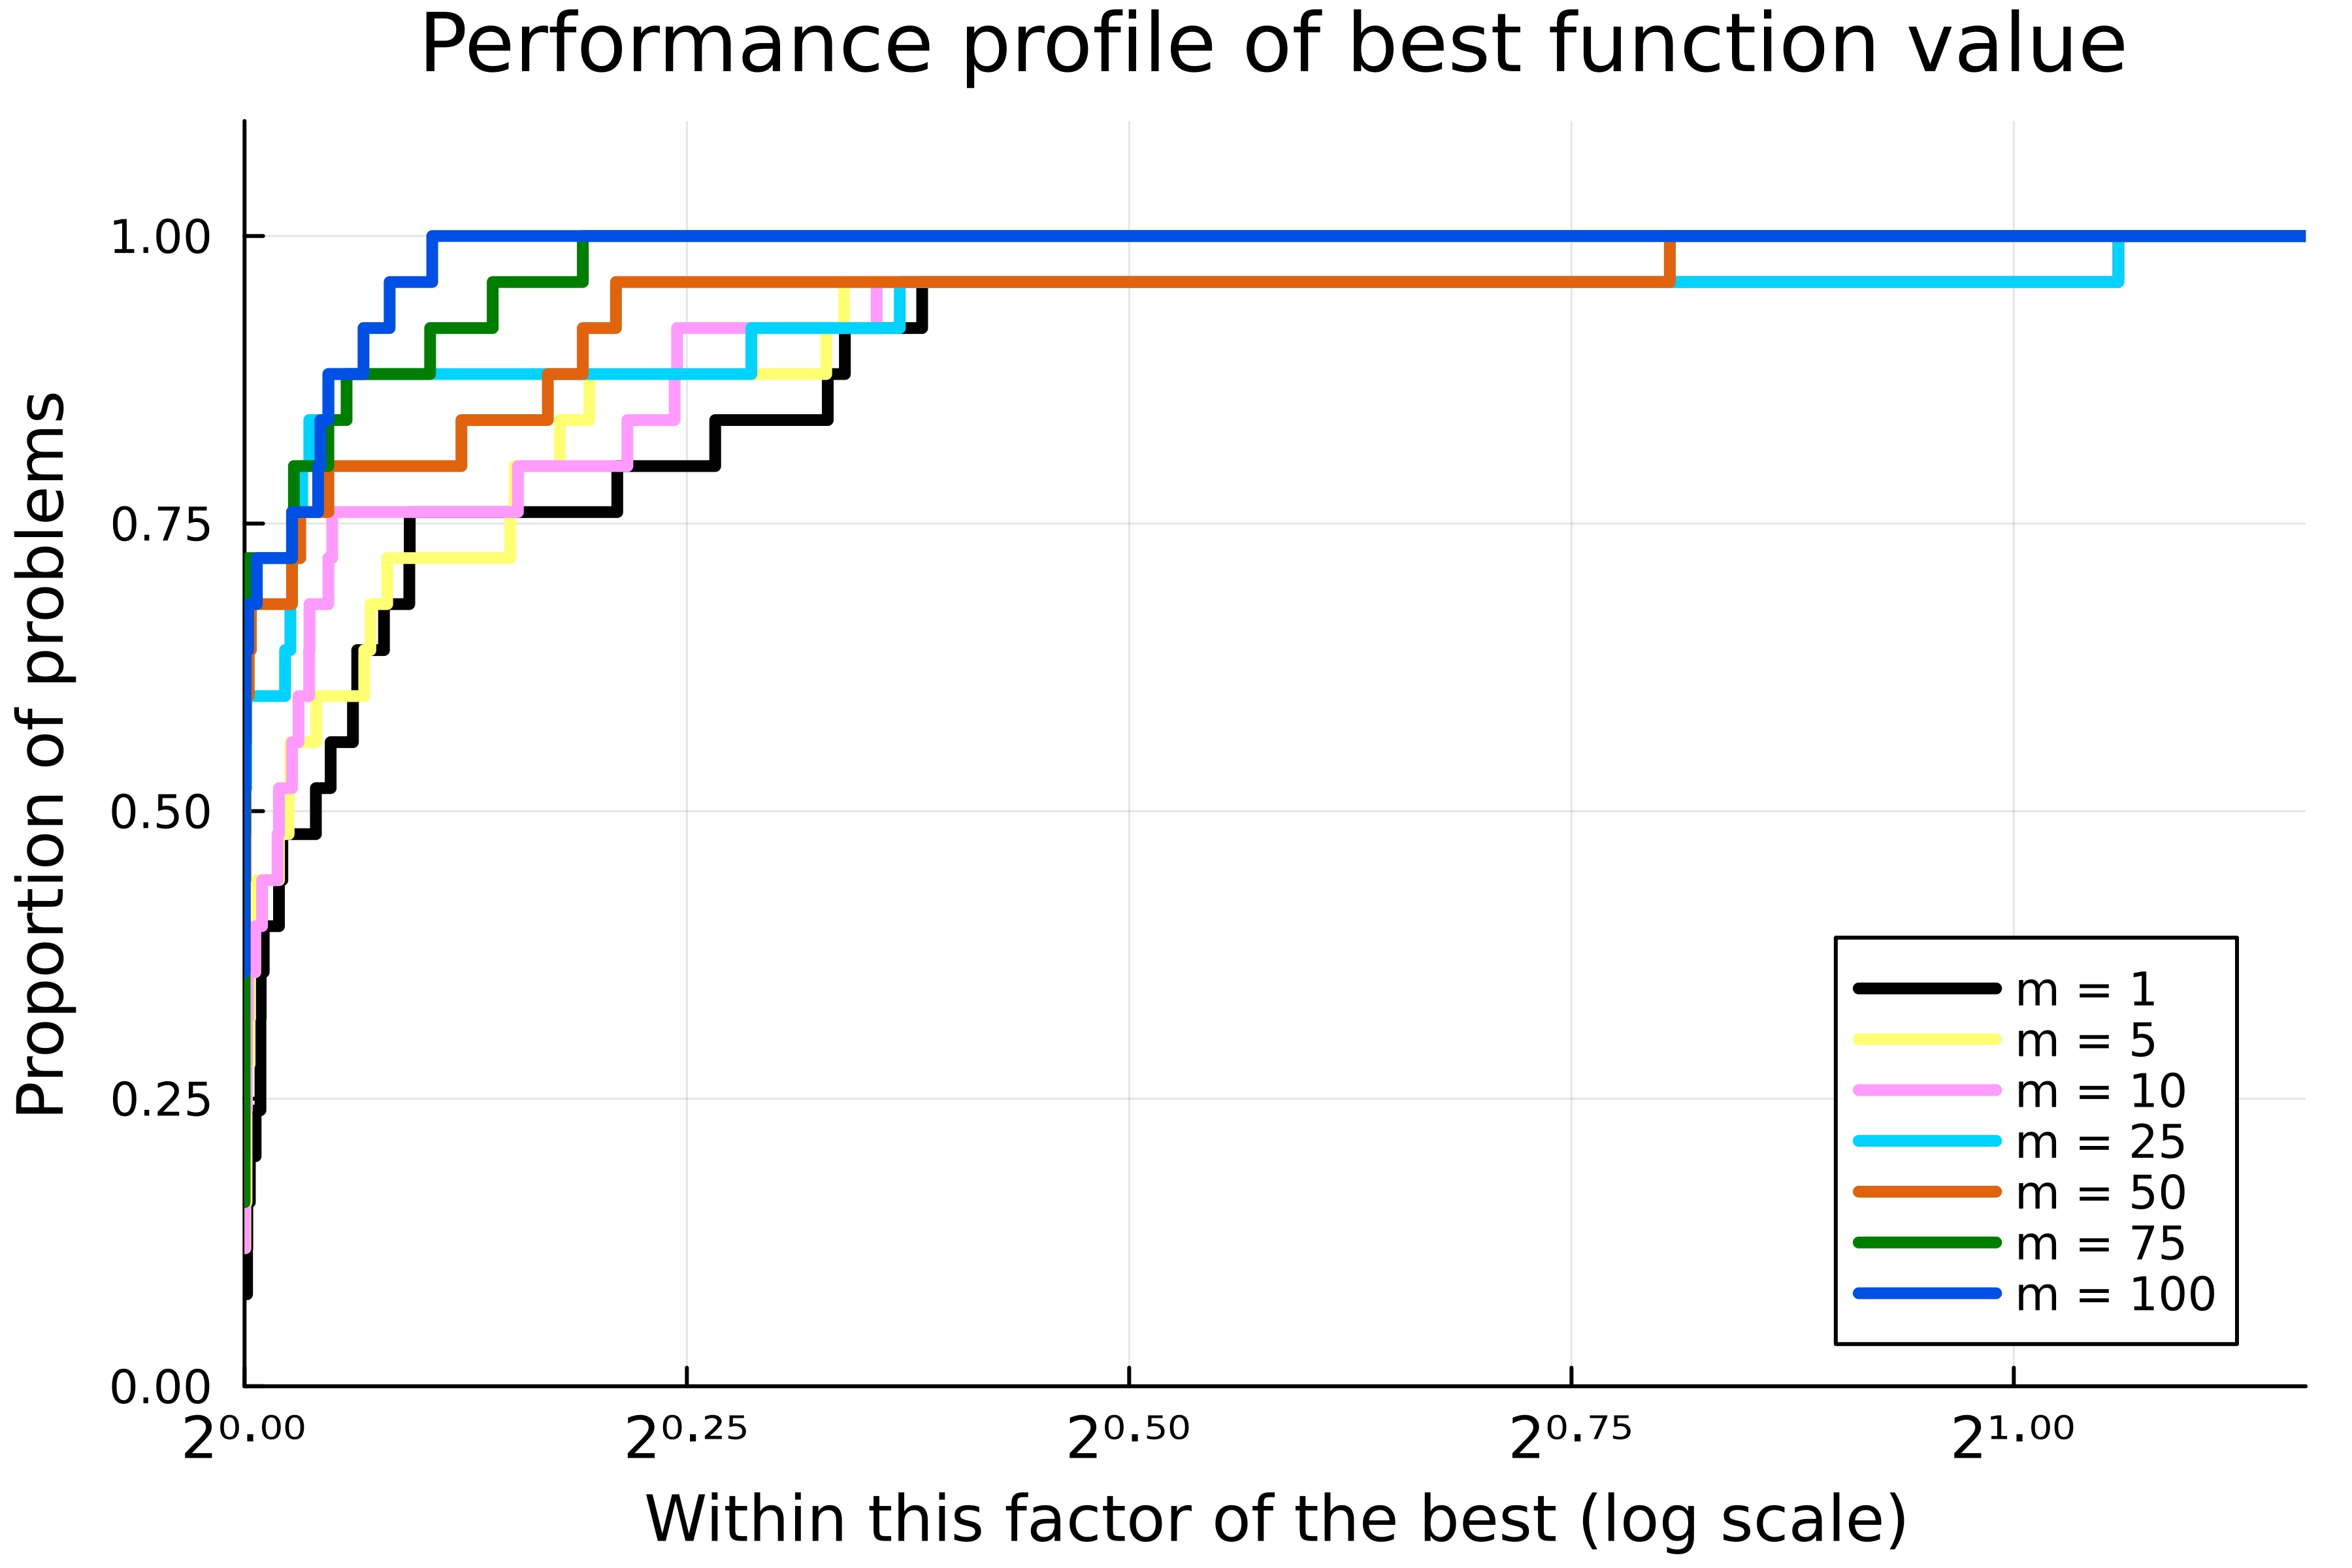 Performance profile of best function value
Proportion of problems
1.00
0.75
0.50
0.25
0.00
m = 1
m = 5
m = 10
m = 25
m = 50
m = 75
m = 100
2⁰·⁰⁰ 2⁰·²⁵ 2⁰·⁵⁰ 2⁰·⁷⁵ 2¹·⁰⁰
Within this factor of the best (log scale)